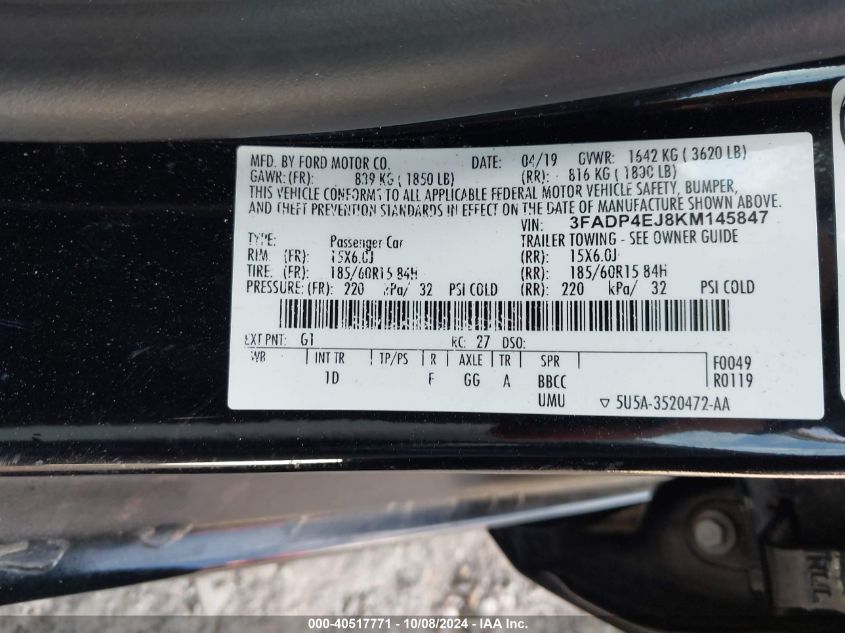 MFD. BY FORD MOTOR CO. DATE: 04/19 GVWR: 1642 KG ( 3620 LB)
GAWR: (FR): 839 KG ( 1850 LB) (RR): 816 KG ( 1800 LB)
THIS VEHICLE CONFORMS TO ALL APPLICABLE FEDERAL MOTOR VEHICLE SAFETY, BUMPER,
AND THEFT PREVENTION STANDARDS IN EFFECT ON THE DATE OF MANUFACTURE SHOWN ABOVE.
VIN: 3FADP4EJ8KM145847
TYPE: Passenger Car TRAILER TOWING - SEE OWNER GUIDE
RIM: (FR): 15X6.0J (RR): 15X6.0J
TIRE: (FR): 185/60R15 84H (RR): 185/60R15 84H
PRESSURE: (FR): 220 kPa/ 32 PSI COLD (RR): 220 kPa/ 32 PSI COLD
EXT PNT: G1 RC: 27 DSO:
WB INT TR TP/PS R AXLE TR SPR F0049
1D F GG A BBCC R0119
UMU ▽ 5U5A-3520472-AA
000-40517771 - 10/08/2024 - IAA Inc.